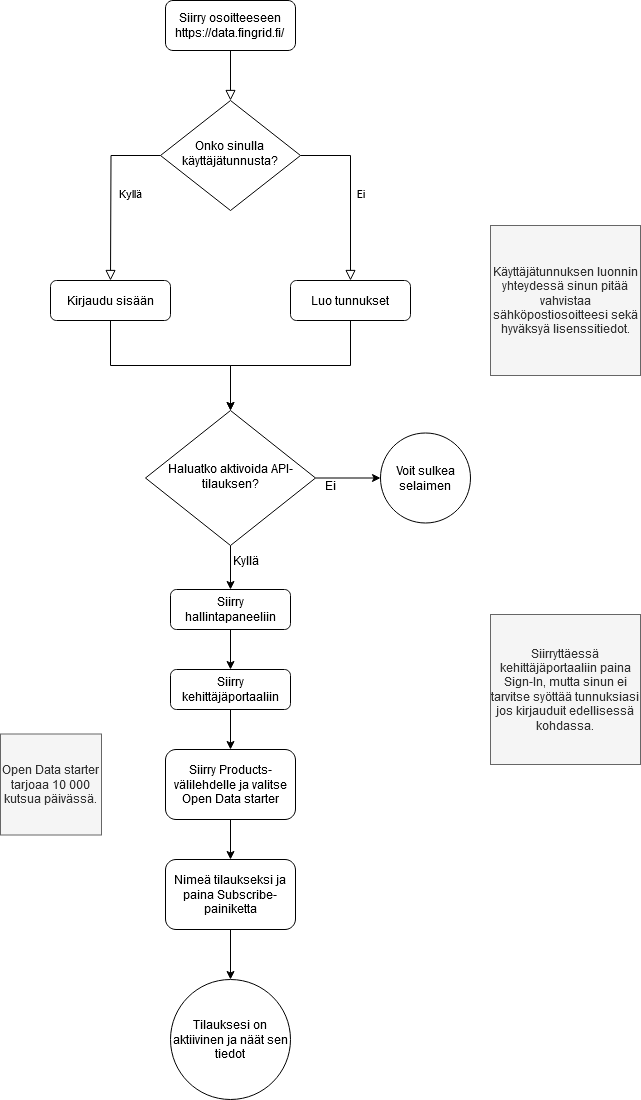 Siirry osoitteeseen
https://data.fingrid.fi/
Onko sinulla
käyttäjätunnusta?
Kyllä
Ei
Kirjaudu sisään
Luo tunnukset
Käyttäjätunnuksen luonnin
yhteydessä sinun pitää
vahvistaa
sähköpostiosoitteesi sekä
hyväksyä lisenssitiedot.
Haluatko aktivoida API-
tilauksen?
Ei
Voit sulkea
selaimen
Kyllä
Siirry
hallintapaneeliin
Siirry
kehittäjäportaaliin
Siirryttäessä
kehittäjäportaaliin paina
Sign-In, mutta sinun ei
tarvitse syöttää tunnuksiasi
jos kirjauduit edellisessä
kohdassa.
Siirry Products-
välilehdelle ja valitse
Open Data starter
Open Data starter
tarjoaa 10 000
kutsua päivässä.
Nimeä tilaukseksi ja
paina Subscribe-
painiketta
Tilauksesi on
aktiivinen ja näät sen
tiedot